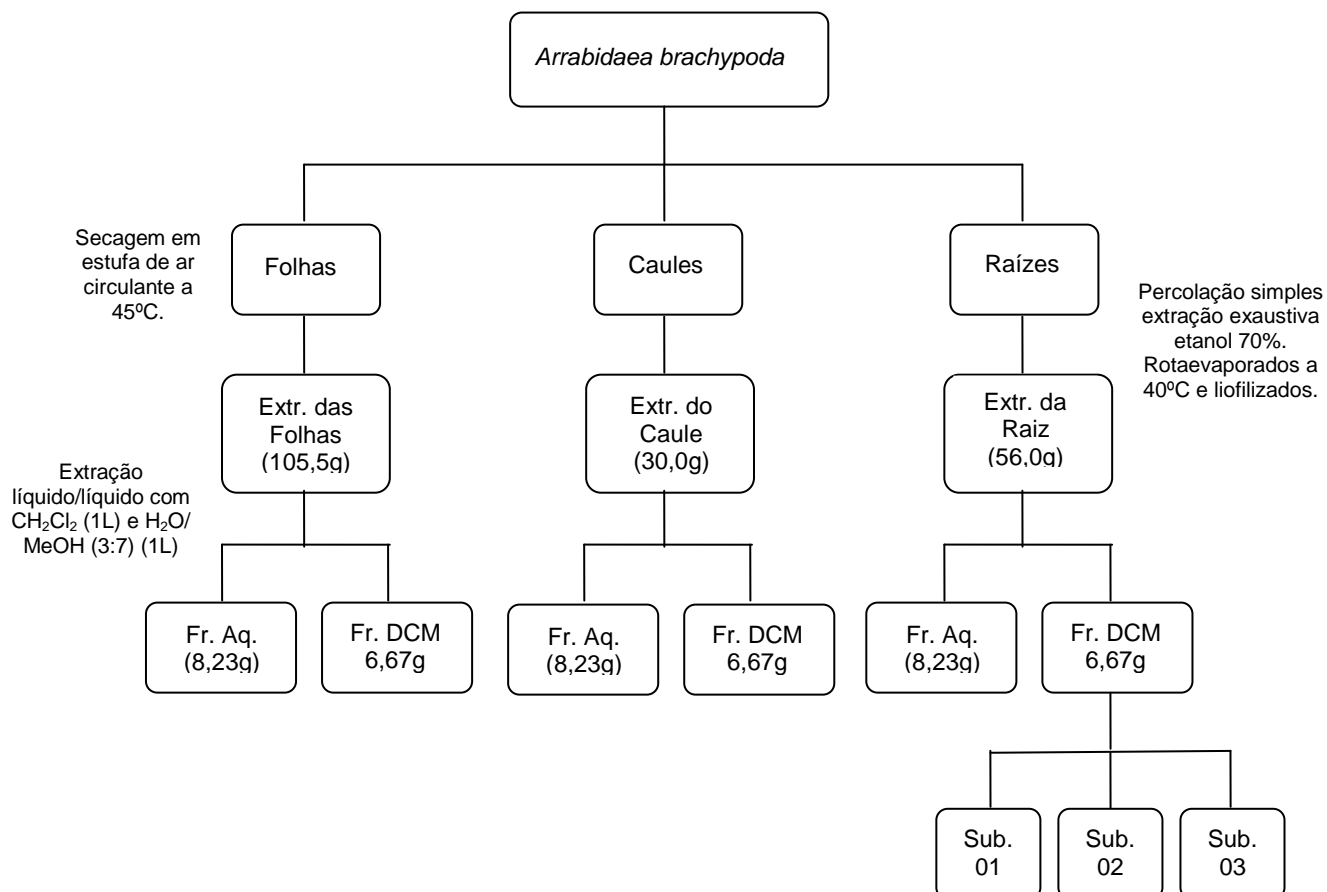 Arrabidaea brachypoda
Secagem em
estufa de ar
circulante a
45ºC.
Folhas
Caules
Raízes
Percolação simples
extração exaustiva
etanol 70%.
Rotaevaporados a
40ºC e liofilizados.
Extr. das
Folhas
(105,5g)
Extr. do
Caule
(30,0g)
Extr. da
Raiz
(56,0g)
Extração
líquido/líquido com
CH₂Cl₂ (1L) e H₂O/
MeOH (3:7) (1L)
Fr. Aq.
(8,23g)
Fr. DCM
6,67g
Fr. Aq.
(8,23g)
Fr. DCM
6,67g
Fr. Aq.
(8,23g)
Fr. DCM
6,67g
Sub.
01
Sub.
02
Sub.
03